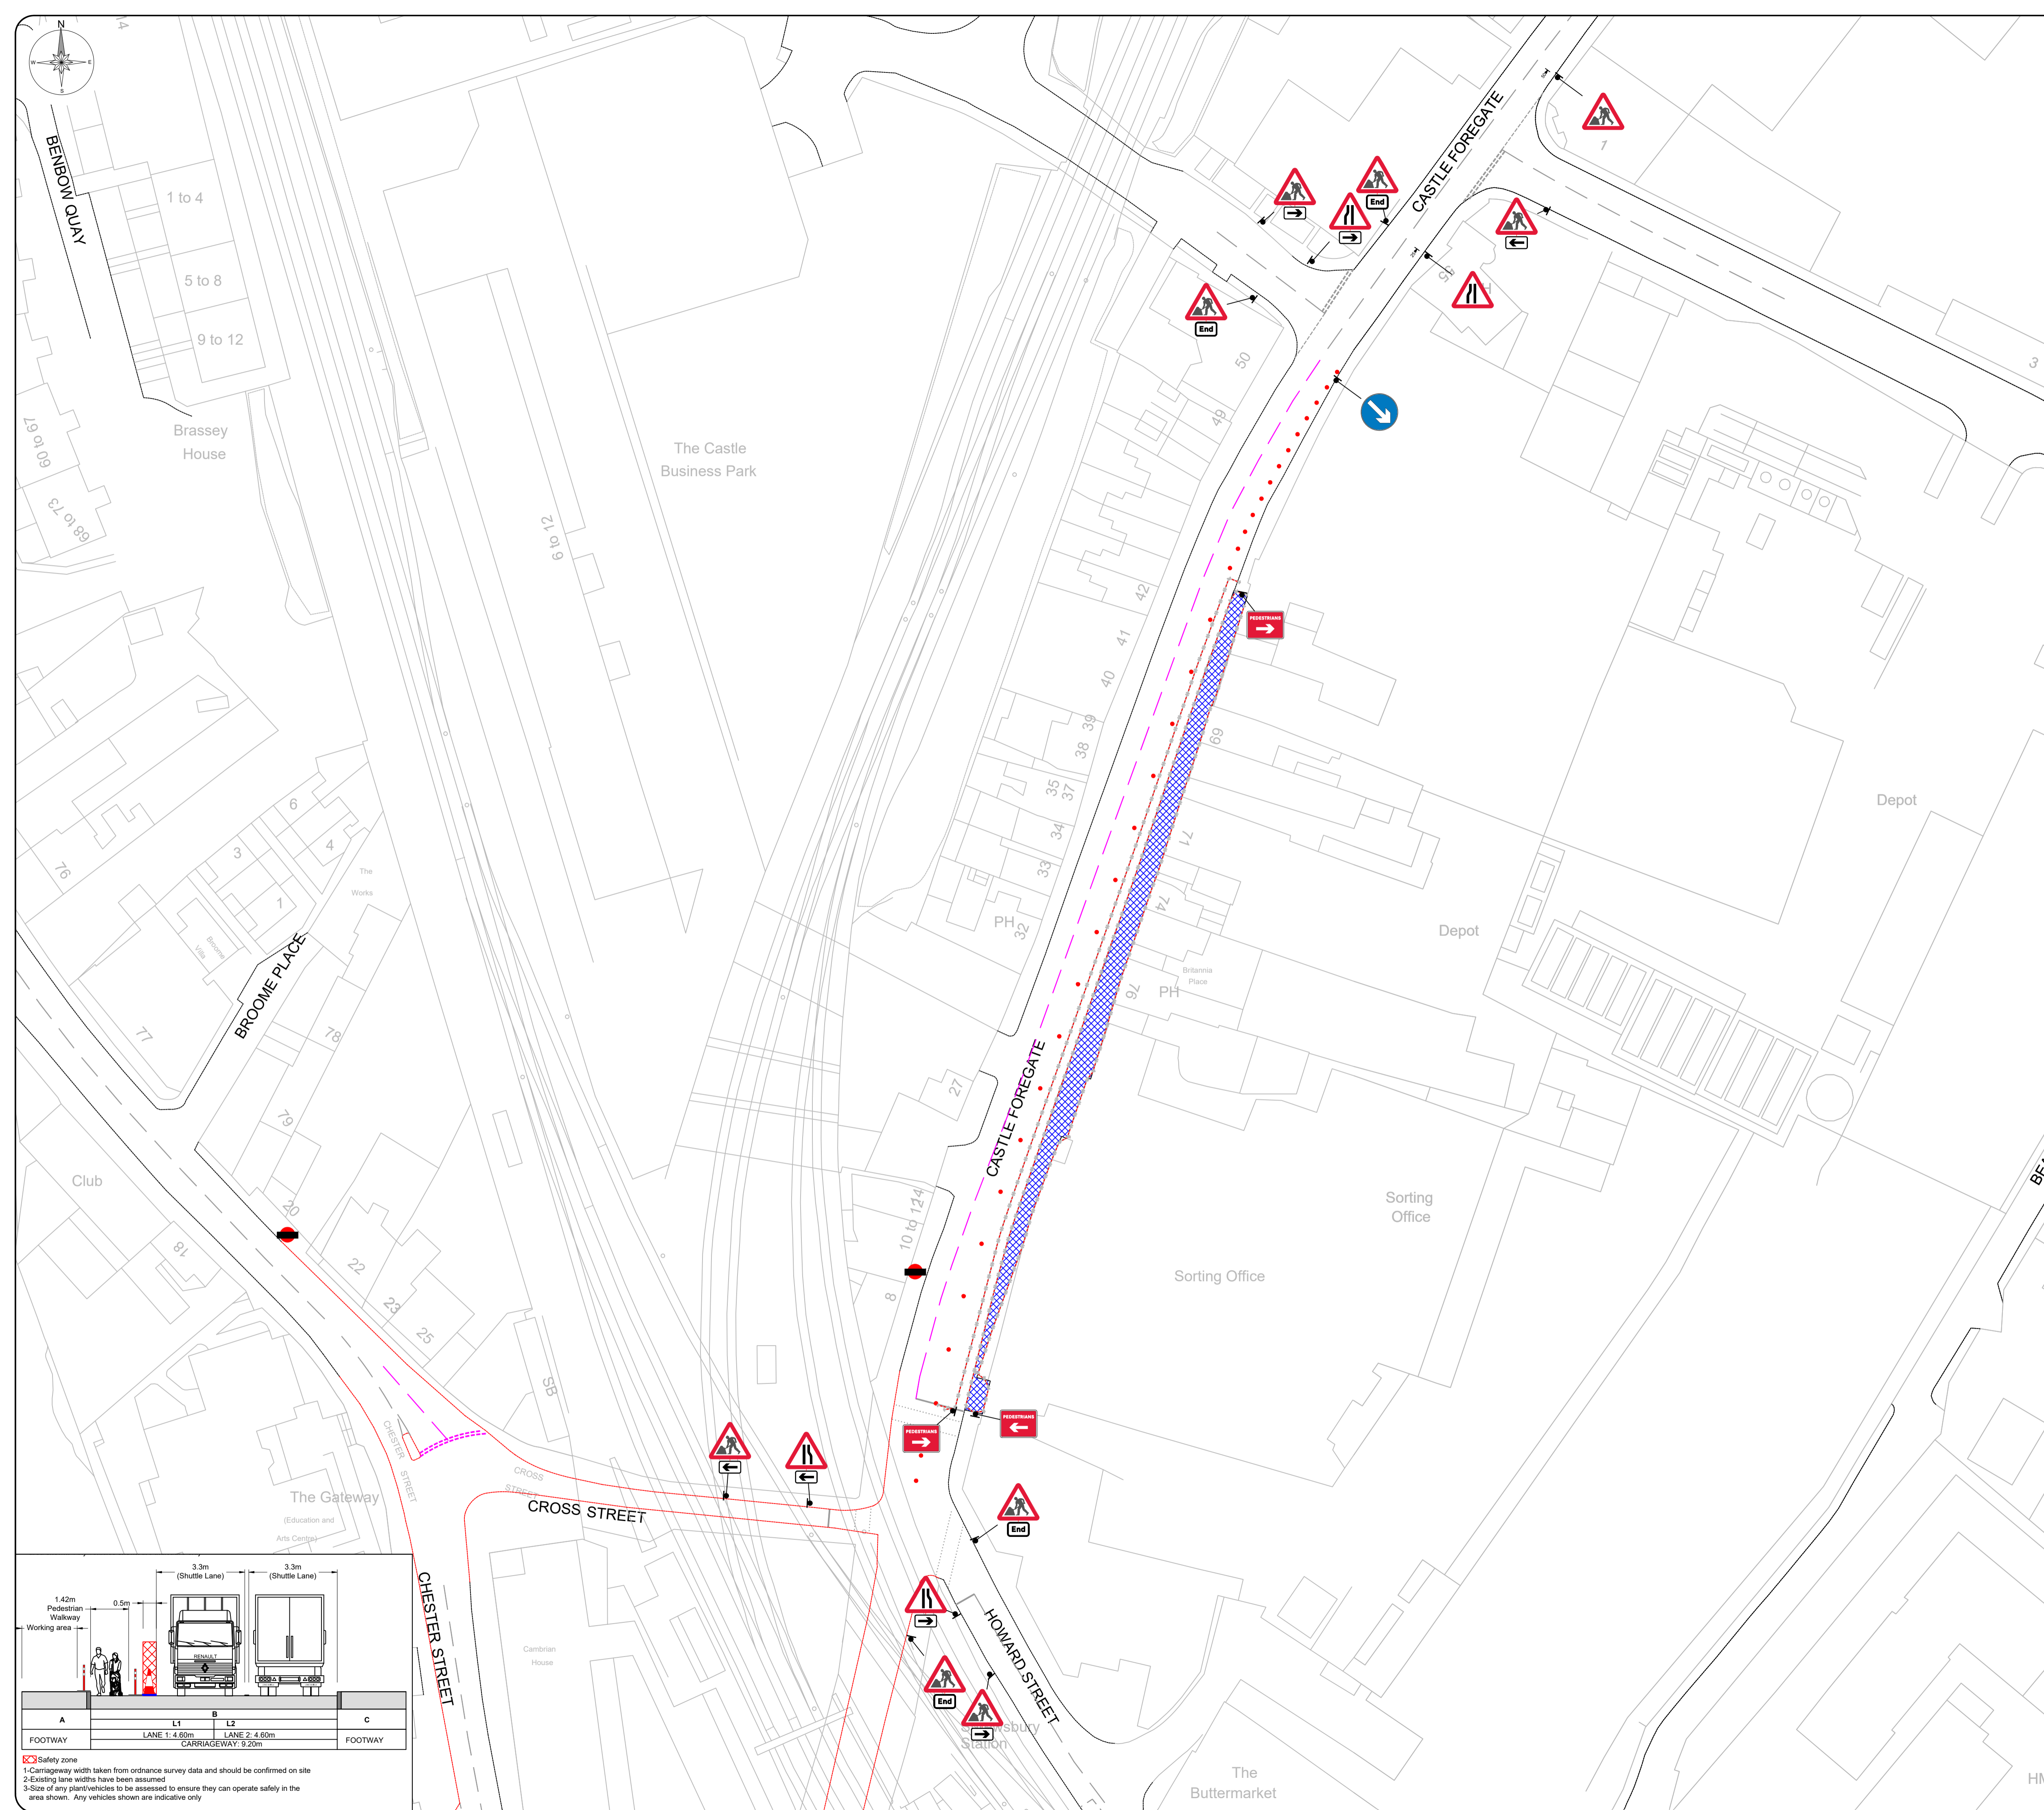 N
W
E
S
BENBOW QUAY
1 to 4
5 to 8
9 to 12
Brassey
House
60 to 67
68 to 73
The Castle
Business Park
6 to 12
CASTLE FOREGATE
1
End
End
50
49
42
41
40
39
38
37
35
34
33
32
PH
PEDESTRIANS
69
71
74
76
PH
Britannia
Place
Depot
Depot
3
6
4
3
1
The
Works
Broome
Villa
76
77
BROOME PLACE
78
79
Club
20
18
22
23
25
SB
27
CASTLE FOREGATE
10 to 12
14
8
Sorting
Office
Sorting Office
PEDESTRIANS
PEDESTRIANS
CHESTER STREET
CROSS
STREET
CROSS STREET
The Gateway
(Education and
Arts Centre)
End
HOWARD STREET
End
Station
Cambrian
House
CHESTER STREET
The
Buttermarket
3.3m
(Shuttle Lane)
3.3m
(Shuttle Lane)
1.42m
Pedestrian
Walkway
0.5m
Working area
RENAULT
A
B
C
L1
L2
LANE 1: 4.60m
LANE 2: 4.60m
FOOTWAY
CARRIAGEWAY: 9.20m
FOOTWAY
Safety zone
1-Carriageway width taken from ordnance survey data and should be confirmed on site
2-Existing lane widths have been assumed
3-Size of any plant/vehicles to be assessed to ensure they can operate safely in the
area shown. Any vehicles shown are indicative only